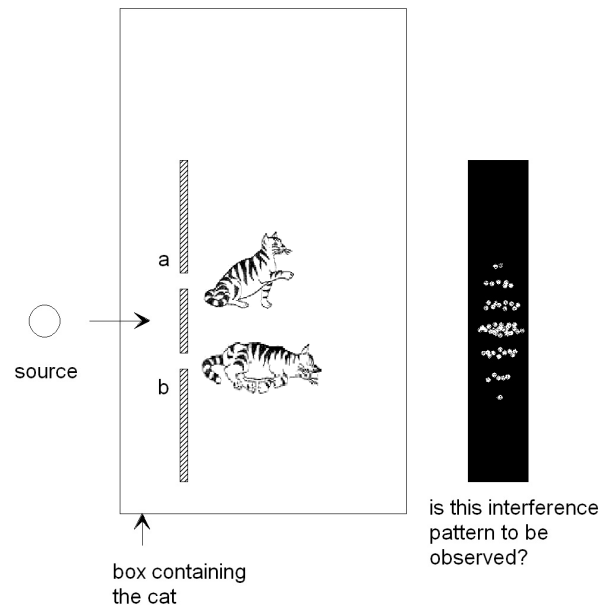 a
source
b
is this interference
pattern to be
observed?
box containing
the cat